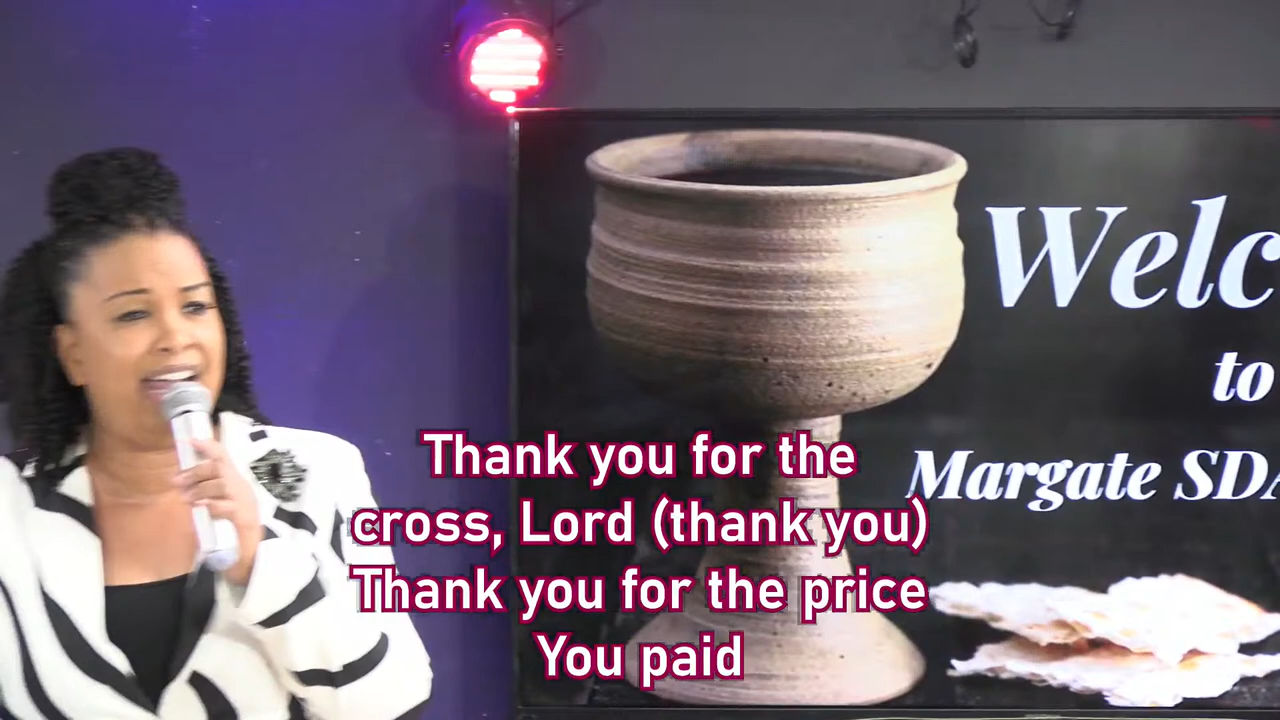 Welc
to
Margate SDA
Thank you for the
cross, Lord (thank you)
Thank you for the price
You paid